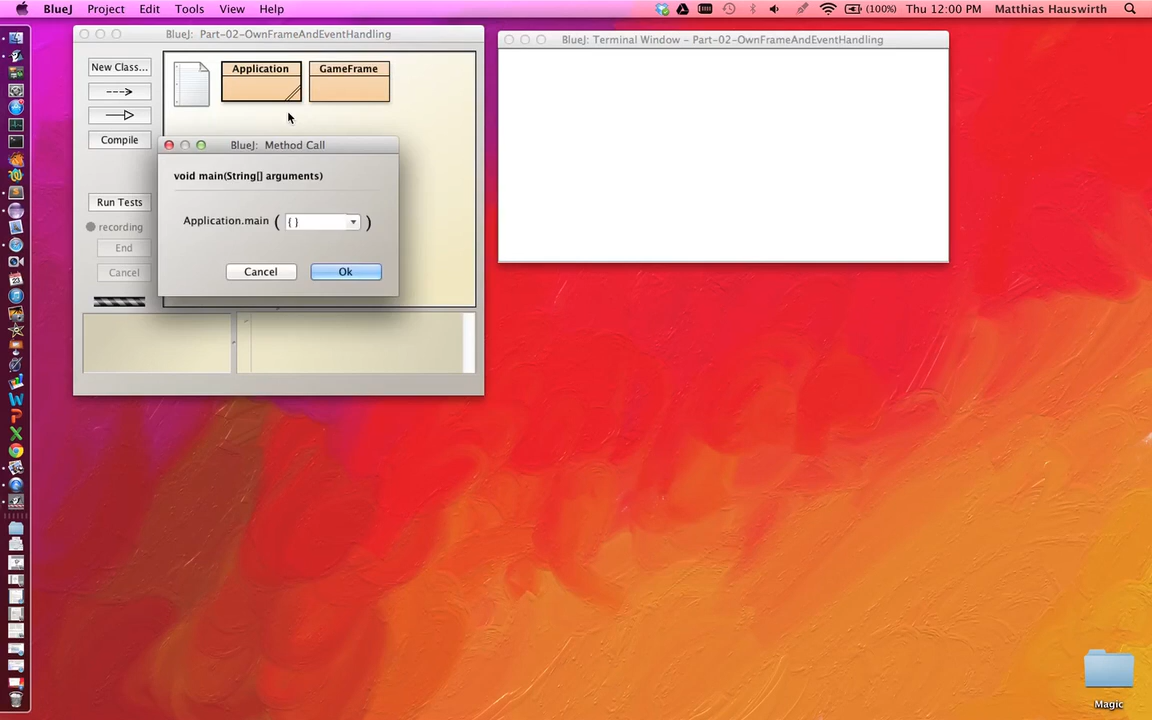 BlueJ Project Edit Tools View Help
(100%) Thu 12:00 PM Matthias Hauswirth
BlueJ: Part-02-OwnFrameAndEventHandling
BlueJ: Terminal Window - Part-02-OwnFrameAndEventHandling
New Class...
Application
GameFrame
Compile
BlueJ: Method Call
void main(String[] arguments)
Application.main ( { } )
Cancel
Ok
Run Tests
recording
End
Cancel
Magic